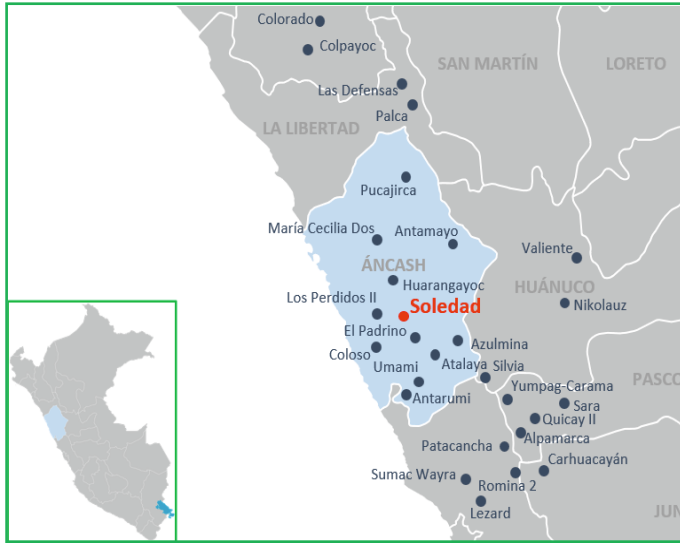 Colorado
Colpayoc
SAN MARTÍN
LORETO
Las Defensas
Palca
LA LIBERTAD
Pucajirca
María Cecilia Dos
Antamayo
Valiente
ÁNCASH
Huarangayoc
HUÁNUCO
Los Perdidos II
Soledad
Nikolauz
El Padrino
Azulmina
Coloso
Atalaya
Umami
Silvia
PASCO
Yumpag-Carama
Antarumi
Sara
Quicay II
Alpamarca
Patacancha
Carhuacayán
Sumac Wayra
Romina 2
Lezard
JUN